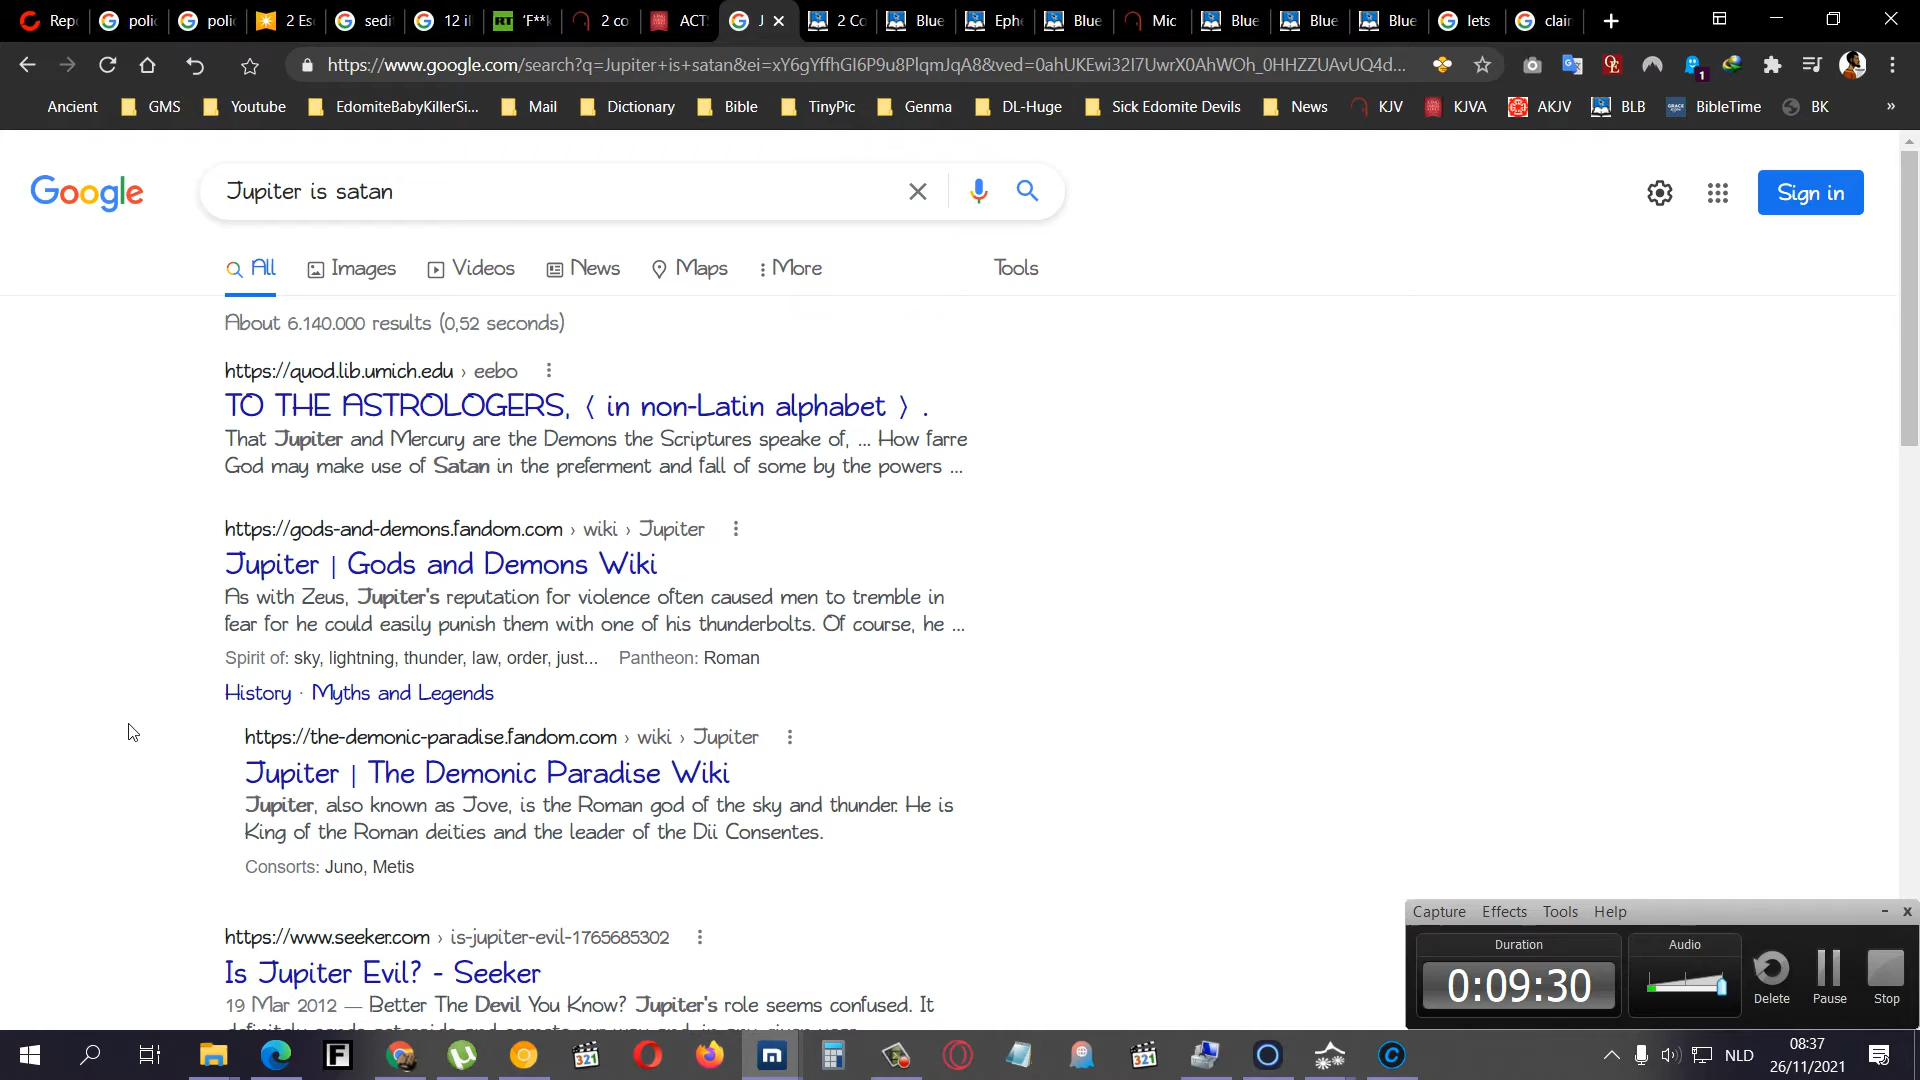 Repo
polic
polic
2 Es
sedit
12 il
'F**k
2 co
ACTS
J
2 Co
Blue
Ephe
Blue
Mic
Blue
Blue
Blue
lets
clain
https://www.google.com/search?q=Jupiter+is+satan&ei=xY6gYffhGI6P9u8PlqmJqA8&ved=0ahUKEwi32I7UwrX0AhWOh_0HHZZUAvUQ4d...
1
Ancient
GMS
Youtube
EdomiteBabyKillerSi...
Mail
Dictionary
Bible
TinyPic
Genma
DL-Huge
Sick Edomite Devils
News
KJV
KJVA
AKJV
BLB
BibleTime
BK
»
Google
Jupiter is satan
Sign in
All
Images
Videos
News
Maps
More
Tools
About 6.140.000 results (0,52 seconds)
https://quod.lib.umich.edu › eebo
TO THE ASTROLOGERS, 〈 in non-Latin alphabet 〉 .
That Jupiter and Mercury are the Demons the Scriptures speake of, ... How farre
God may make use of Satan in the preferment and fall of some by the powers ...
https://gods-and-demons.fandom.com › wiki › Jupiter
Jupiter | Gods and Demons Wiki
As with Zeus, Jupiter's reputation for violence often caused men to tremble in
fear for he could easily punish them with one of his thunderbolts. Of course, he ...
Spirit of: sky, lightning, thunder, law, order, just... Pantheon: Roman
History · Myths and Legends
https://the-demonic-paradise.fandom.com › wiki › Jupiter
Jupiter | The Demonic Paradise Wiki
Jupiter, also known as Jove, is the Roman god of the sky and thunder. He is
King of the Roman deities and the leader of the Dii Consentes.
Consorts: Juno, Metis
https://www.seeker.com › is-jupiter-evil-1765685302
Is Jupiter Evil? - Seeker
19 Mar 2012 — Better The Devil You Know? Jupiter's role seems confused. It
Capture Effects Tools Help
Duration
0:09:30
Audio
Delete
Pause
Stop
NLD
08:37
26/11/2021